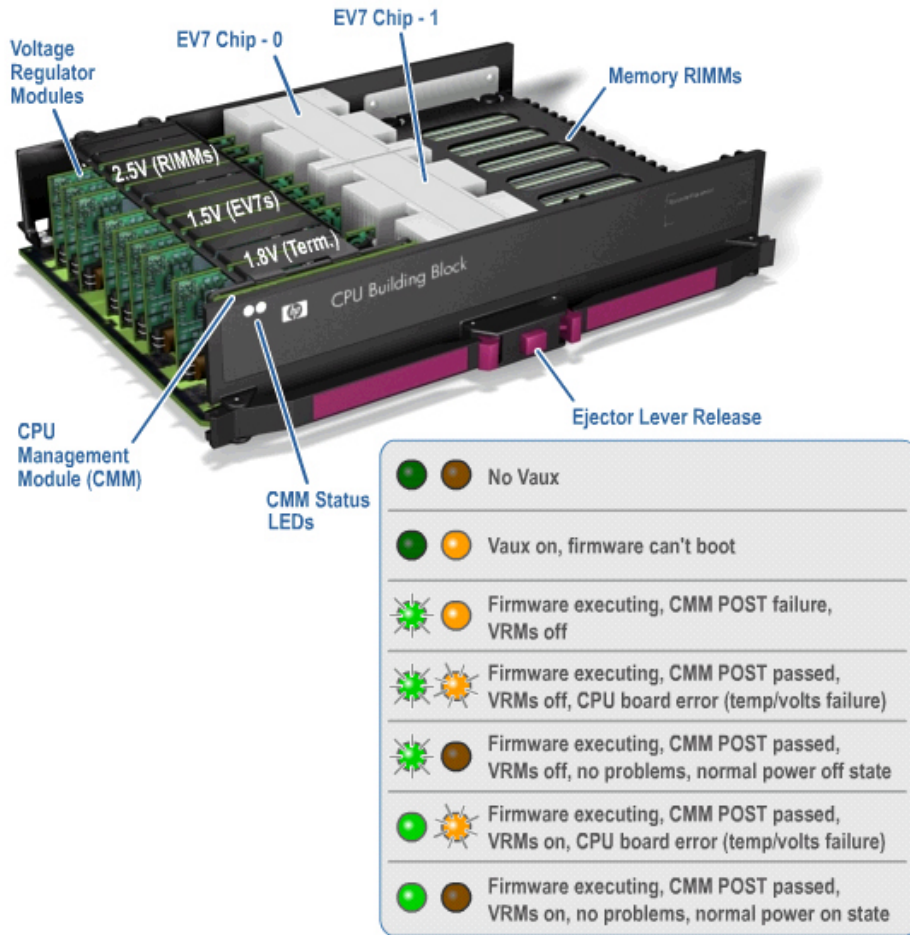 EV7 Chip - 0
EV7 Chip - 1
Voltage
Regulator
Modules
Memory RIMMs
2.5V (RIMMs)
1.5V (EV7s)
1.8V (Term.)
hp
CPU Building Block
Ejector Lever Release
CPU
Management
Module (CMM)
CMM Status
LEDs
No Vaux
Vaux on, firmware can't boot
Firmware executing, CMM POST failure,
VRMs off
Firmware executing, CMM POST passed,
VRMs off, CPU board error (temp/volts failure)
Firmware executing, CMM POST passed,
VRMs off, no problems, normal power off state
Firmware executing, CMM POST passed,
VRMs on, CPU board error (temp/volts failure)
Firmware executing, CMM POST passed,
VRMs on, no problems, normal power on state